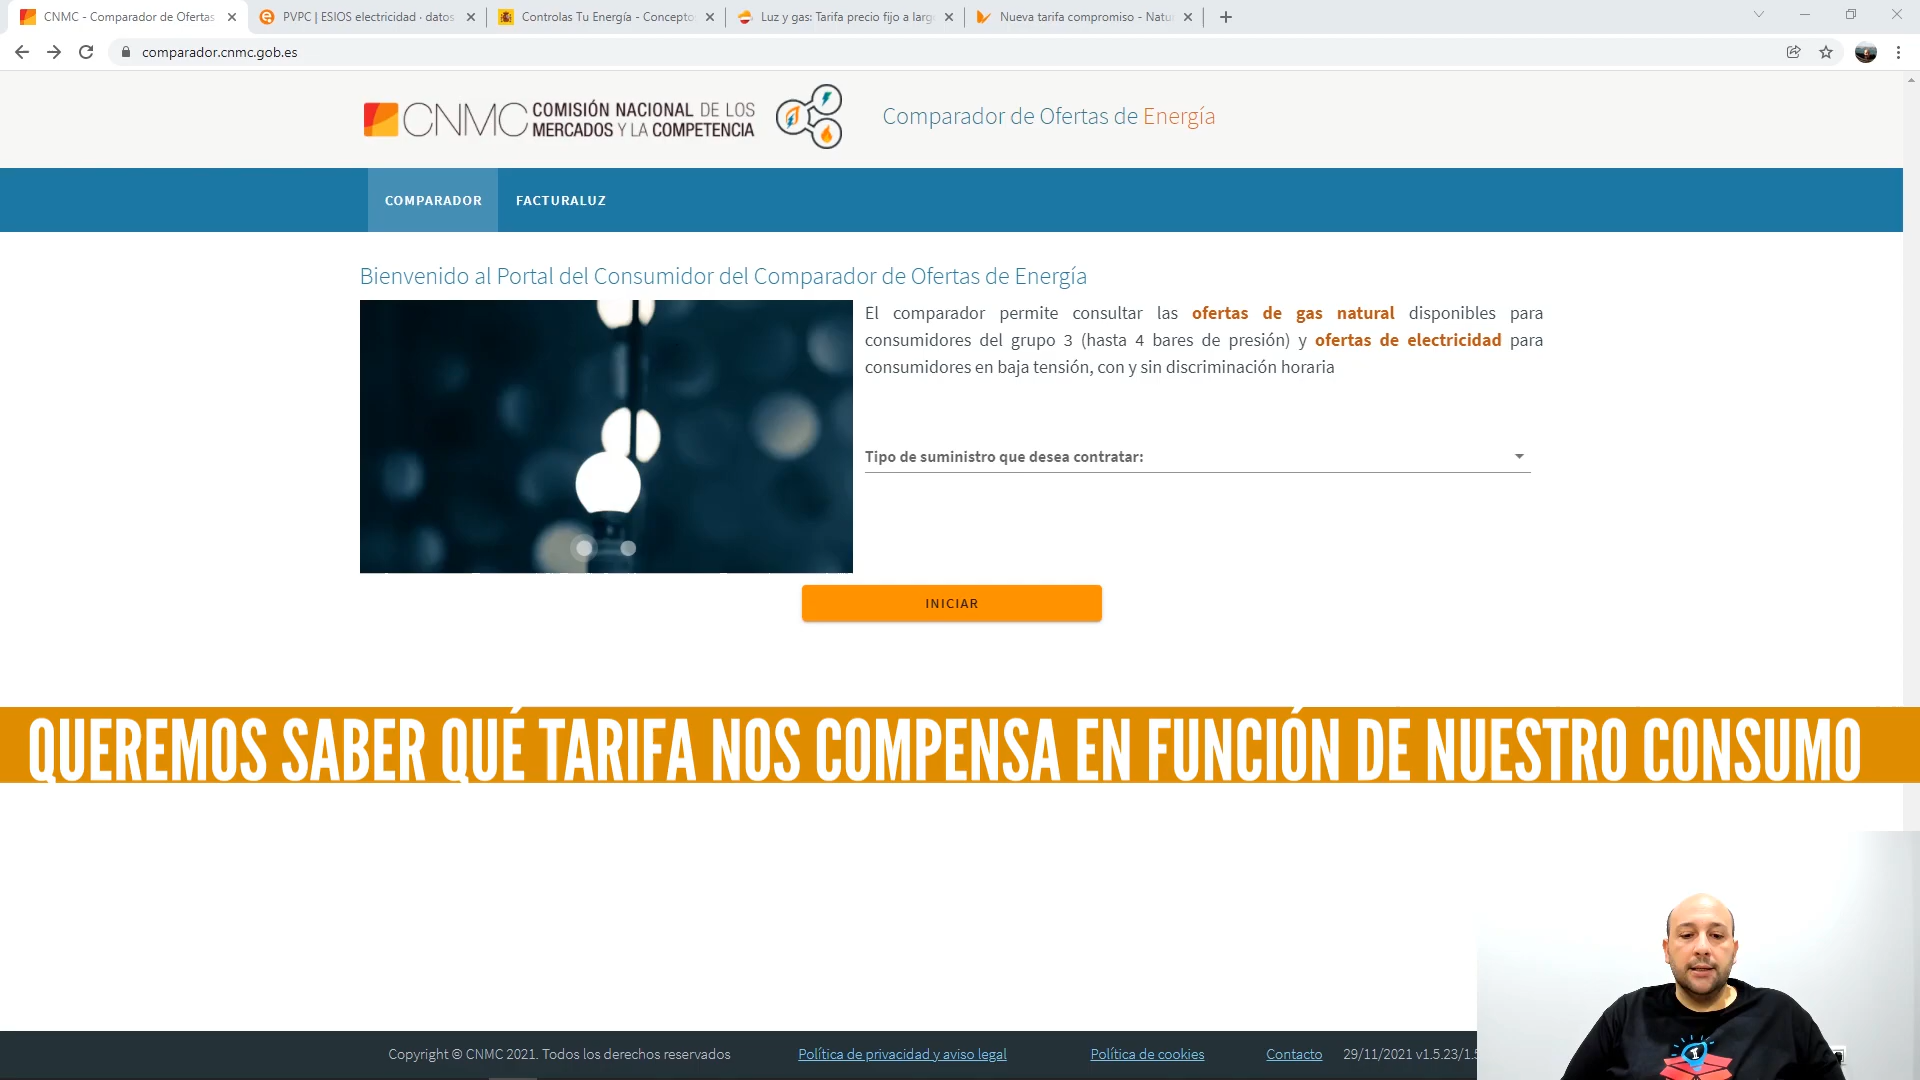 CNMC - Comparador de Ofertas
PVPC | ESIOS electricidad · datos
Controlas Tu Energía - Concepto
Luz y gas: Tarifa precio fijo a larg
Nueva tarifa compromiso - Natu
comparador.cnmc.gob.es
CNMC COMISIÓN NACIONAL DE LOS
MERCADOS Y LA COMPETENCIA
Comparador de Ofertas de Energía
COMPARADOR
FACTURALUZ
Bienvenido al Portal del Consumidor del Comparador de Ofertas de Energía
El comparador permite consultar las ofertas de gas natural disponibles para
consumidores del grupo 3 (hasta 4 bares de presión) y ofertas de electricidad para
consumidores en baja tensión, con y sin discriminación horaria
Tipo de suministro que desea contratar:
INICIAR
QUEREMOS SABER QUÉ TARIFA NOS COMPENSA EN FUNCIÓN DE NUESTRO CONSUMO
Copyright © CNMC 2021. Todos los derechos reservados
Política de privacidad y aviso legal
Política de cookies
Contacto
29/11/2021 v1.5.23/1.5